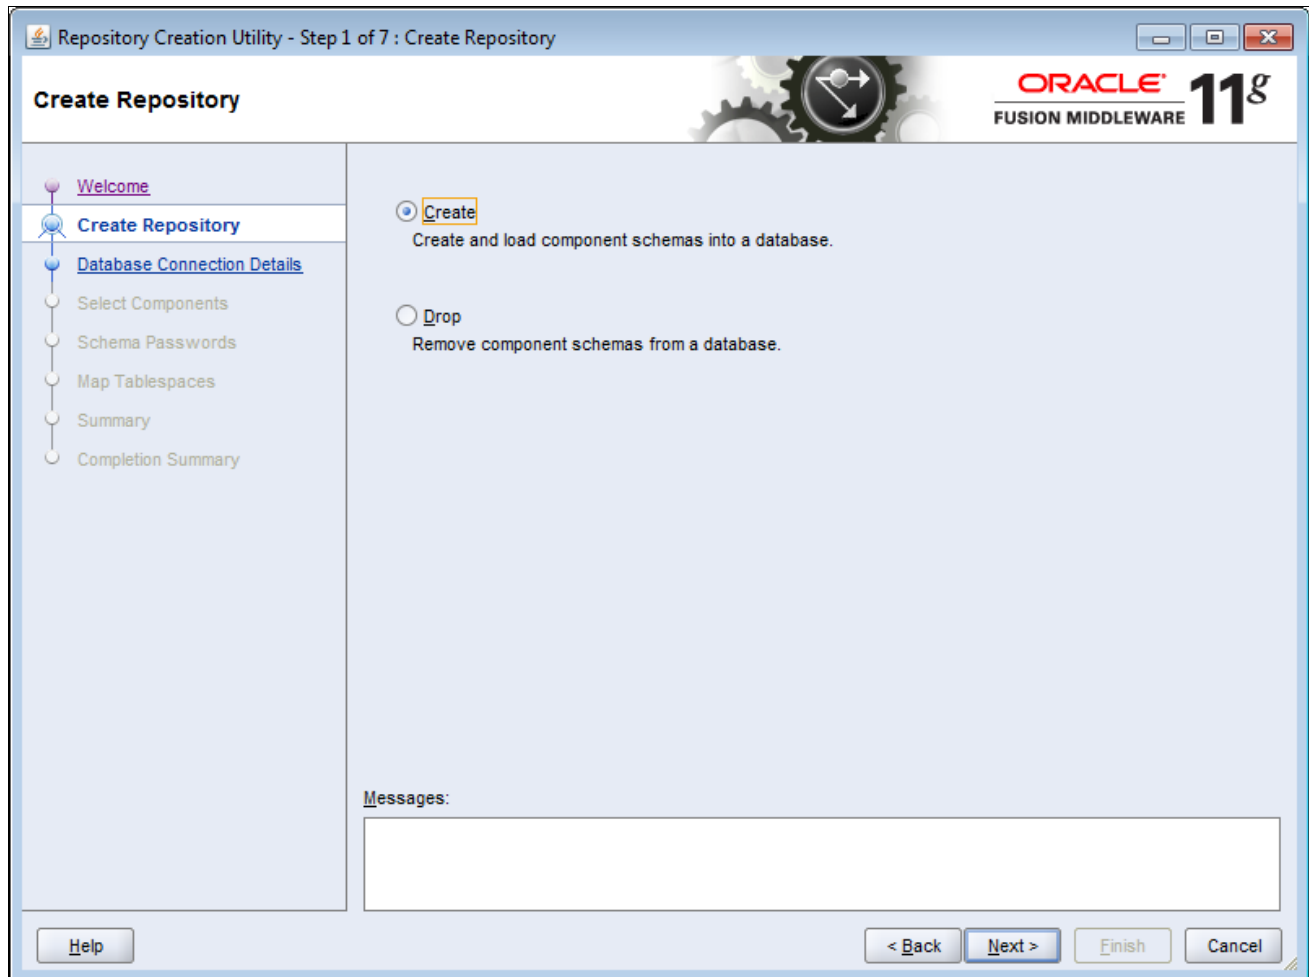 Repository Creation Utility - Step 1 of 7 : Create Repository
Create Repository
ORACLE®
FUSION MIDDLEWARE
11g
Welcome
Create Repository
Database Connection Details
Select Components
Schema Passwords
Map Tablespaces
Summary
Completion Summary
Create
Create and load component schemas into a database.
Drop
Remove component schemas from a database.
Messages:
Help
< Back
Next >
Finish
Cancel